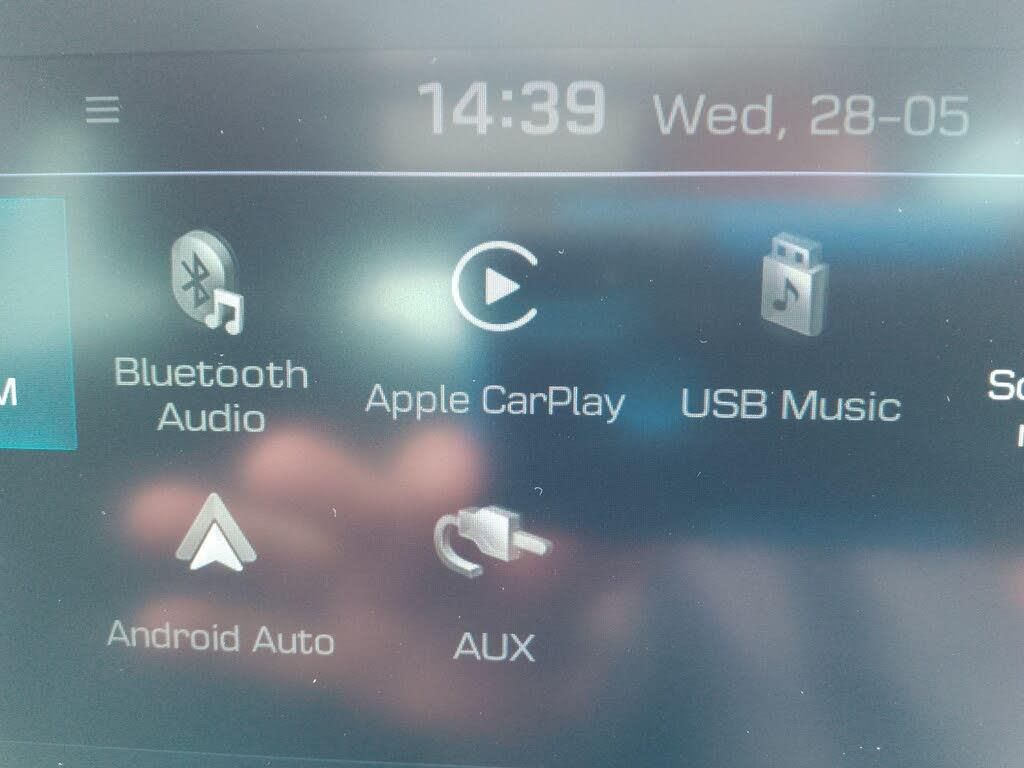 14:39 Wed, 28-05
M
Bluetooth
Audio
Apple CarPlay
USB Music
Android Auto
AUX